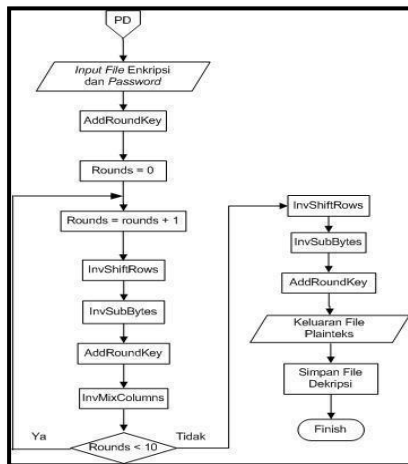 PD
Input File Enkripsi
dan Password
AddRoundKey
Rounds = 0
Rounds = rounds + 1
InvShiftRows
InvSubBytes
AddRoundKey
InvMixColumns
Ya
Rounds < 10
Tidak
InvShiftRows
InvSubBytes
AddRoundKey
Keluaran File
Plainteks
Simpan File
Dekripsi
Finish